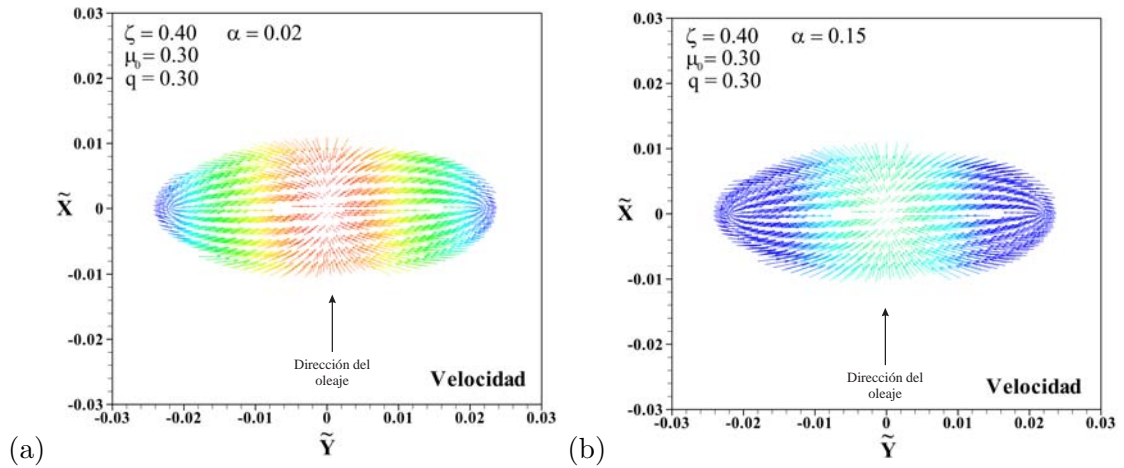 0.03
ζ = 0.40 α = 0.02
μ₀ = 0.30
q = 0.30
0.02
0.01
X̃
0
-0.01
-0.02
Dirección del
oleaje
Velocidad
-0.03
-0.03 -0.02 -0.01 0 0.01 0.02 0.03
(a)
Ỹ
0.03
ζ = 0.40 α = 0.15
μ₀ = 0.30
q = 0.30
0.02
0.01
X̃
0
-0.01
-0.02
Dirección del
oleaje
Velocidad
-0.03
-0.03 -0.02 -0.01 0 0.01 0.02 0.03
(b)
Ỹ